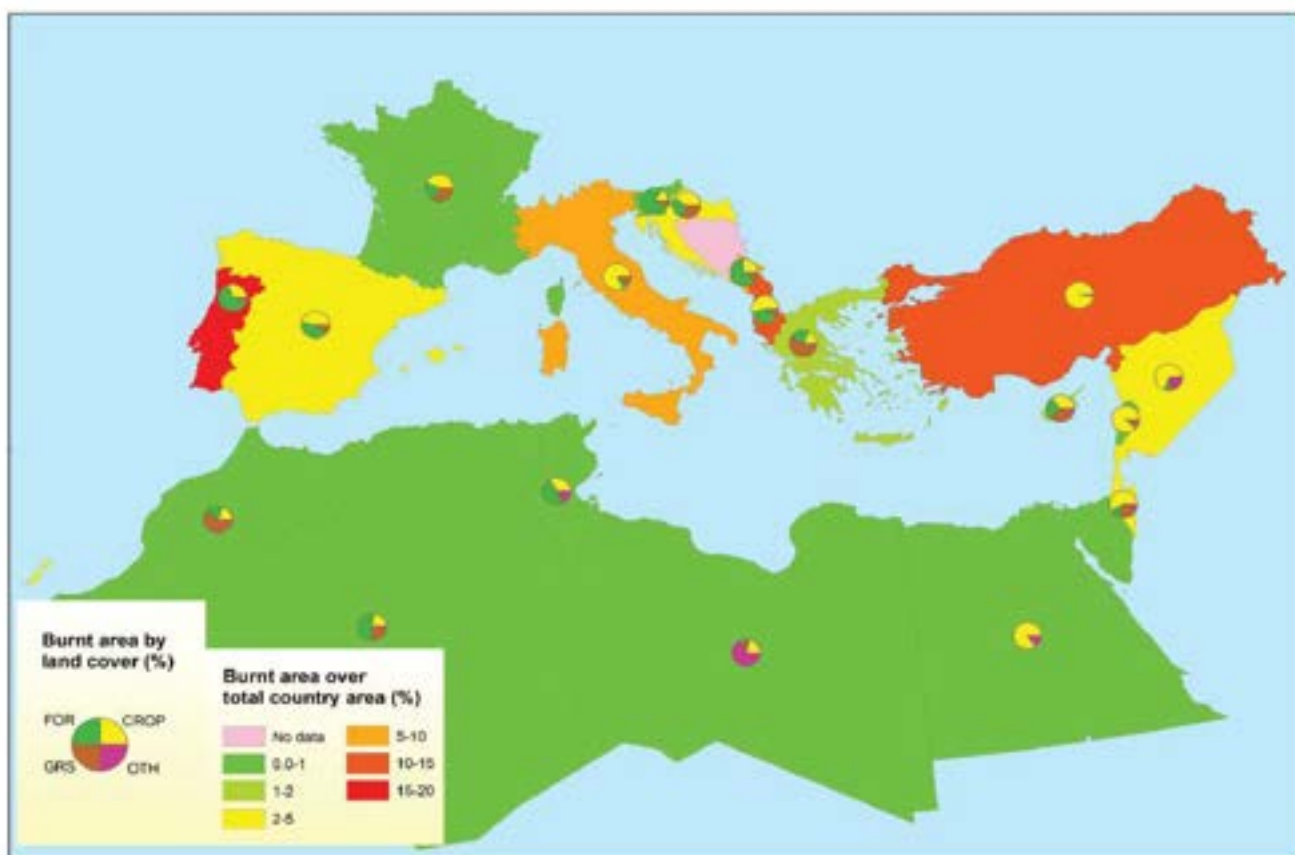 Burnt area by
land cover (%)
FOR CROP
GRS OTH
Burnt area over
total country area (%)
No data
0.0-1
1-2
2-5
5-10
10-15
15-20